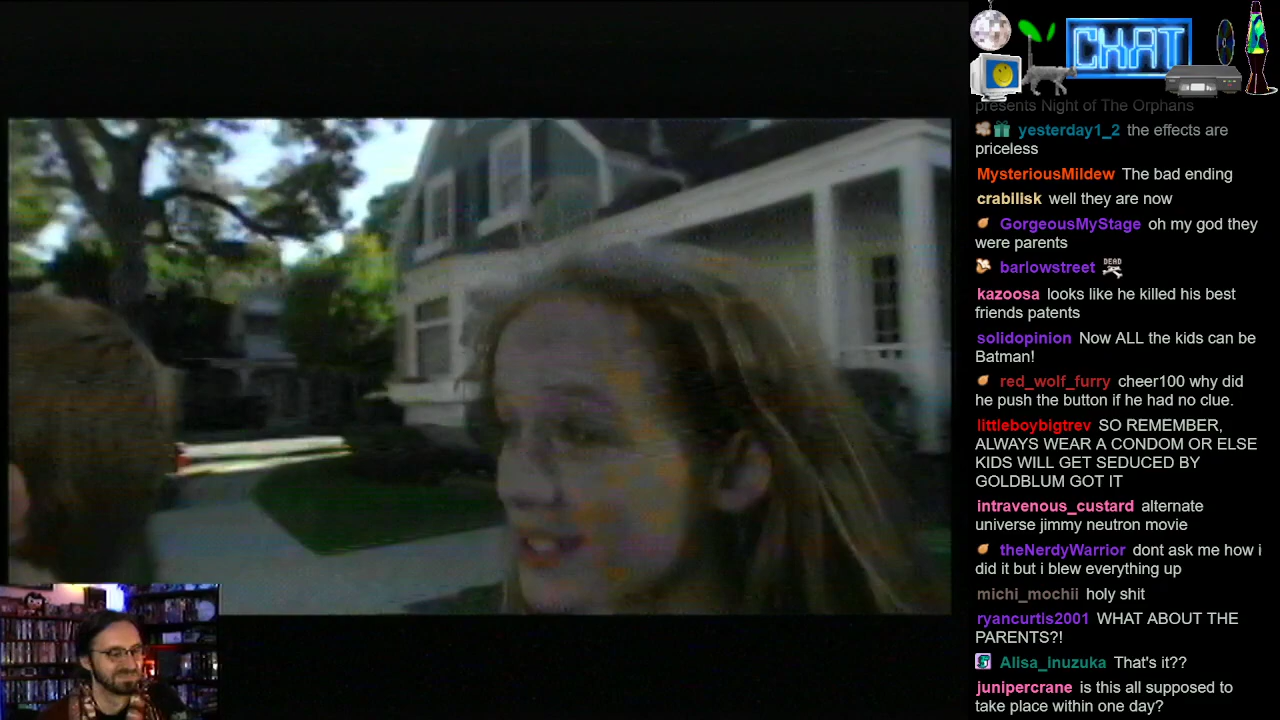 CHAT
presents Night of The Orphans
yesterday1_2 the effects are
priceless
MysteriousMildew The bad ending
crabillsk well they are now
GorgeousMyStage oh my god they
were parents
barlowstreet DEAD
kazoosa looks like he killed his best
friends patents
solidopinion Now ALL the kids can be
Batman!
red_wolf_furry cheer100 why did
he push the button if he had no clue.
littleboybigtrev SO REMEMBER,
ALWAYS WEAR A CONDOM OR ELSE
KIDS WILL GET SEDUCED BY
GOLDBLUM GOT IT
intravenous_custard alternate
universe jimmy neutron movie
theNerdyWarrior dont ask me how i
did it but i blew everything up
michi_mochii holy shit
ryancurtis2001 WHAT ABOUT THE
PARENTS?!
Alisa_inuzuka That's it??
junipercrane is this all supposed to
take place within one day?